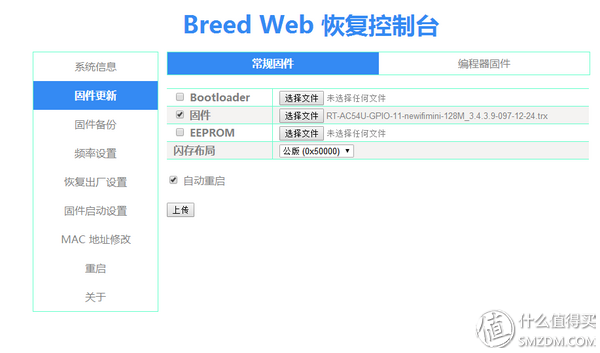 Breed Web 恢复控制台
系统信息
固件更新
固件备份
频率设置
恢复出厂设置
固件启动设置
MAC 地址修改
重启
关于
常规固件 编程器固件
Bootloader 选择文件 未选择任何文件
固件 选择文件 RT-AC54U-GPIO-11-newifimini-128M_3.4.3.9-097-12-24.trx
EEPROM 选择文件 未选择任何文件
闪存布局 公版 (0x50000)
自动重启
上传
值 什么值得买
SMZDM.COM